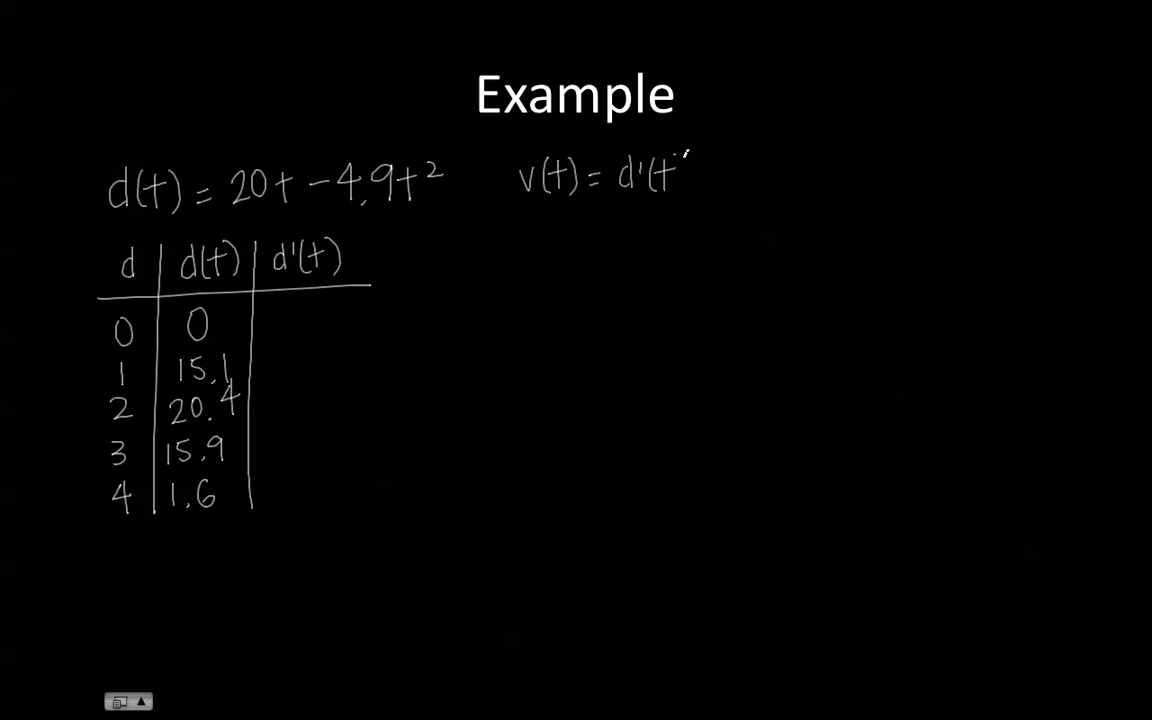 Example
d(t) = 20t - 4.9t² v(t) = d'(t
d d(t) d'(t)
0 0
1 15.1
2 20.4
3 15.9
4 1.6